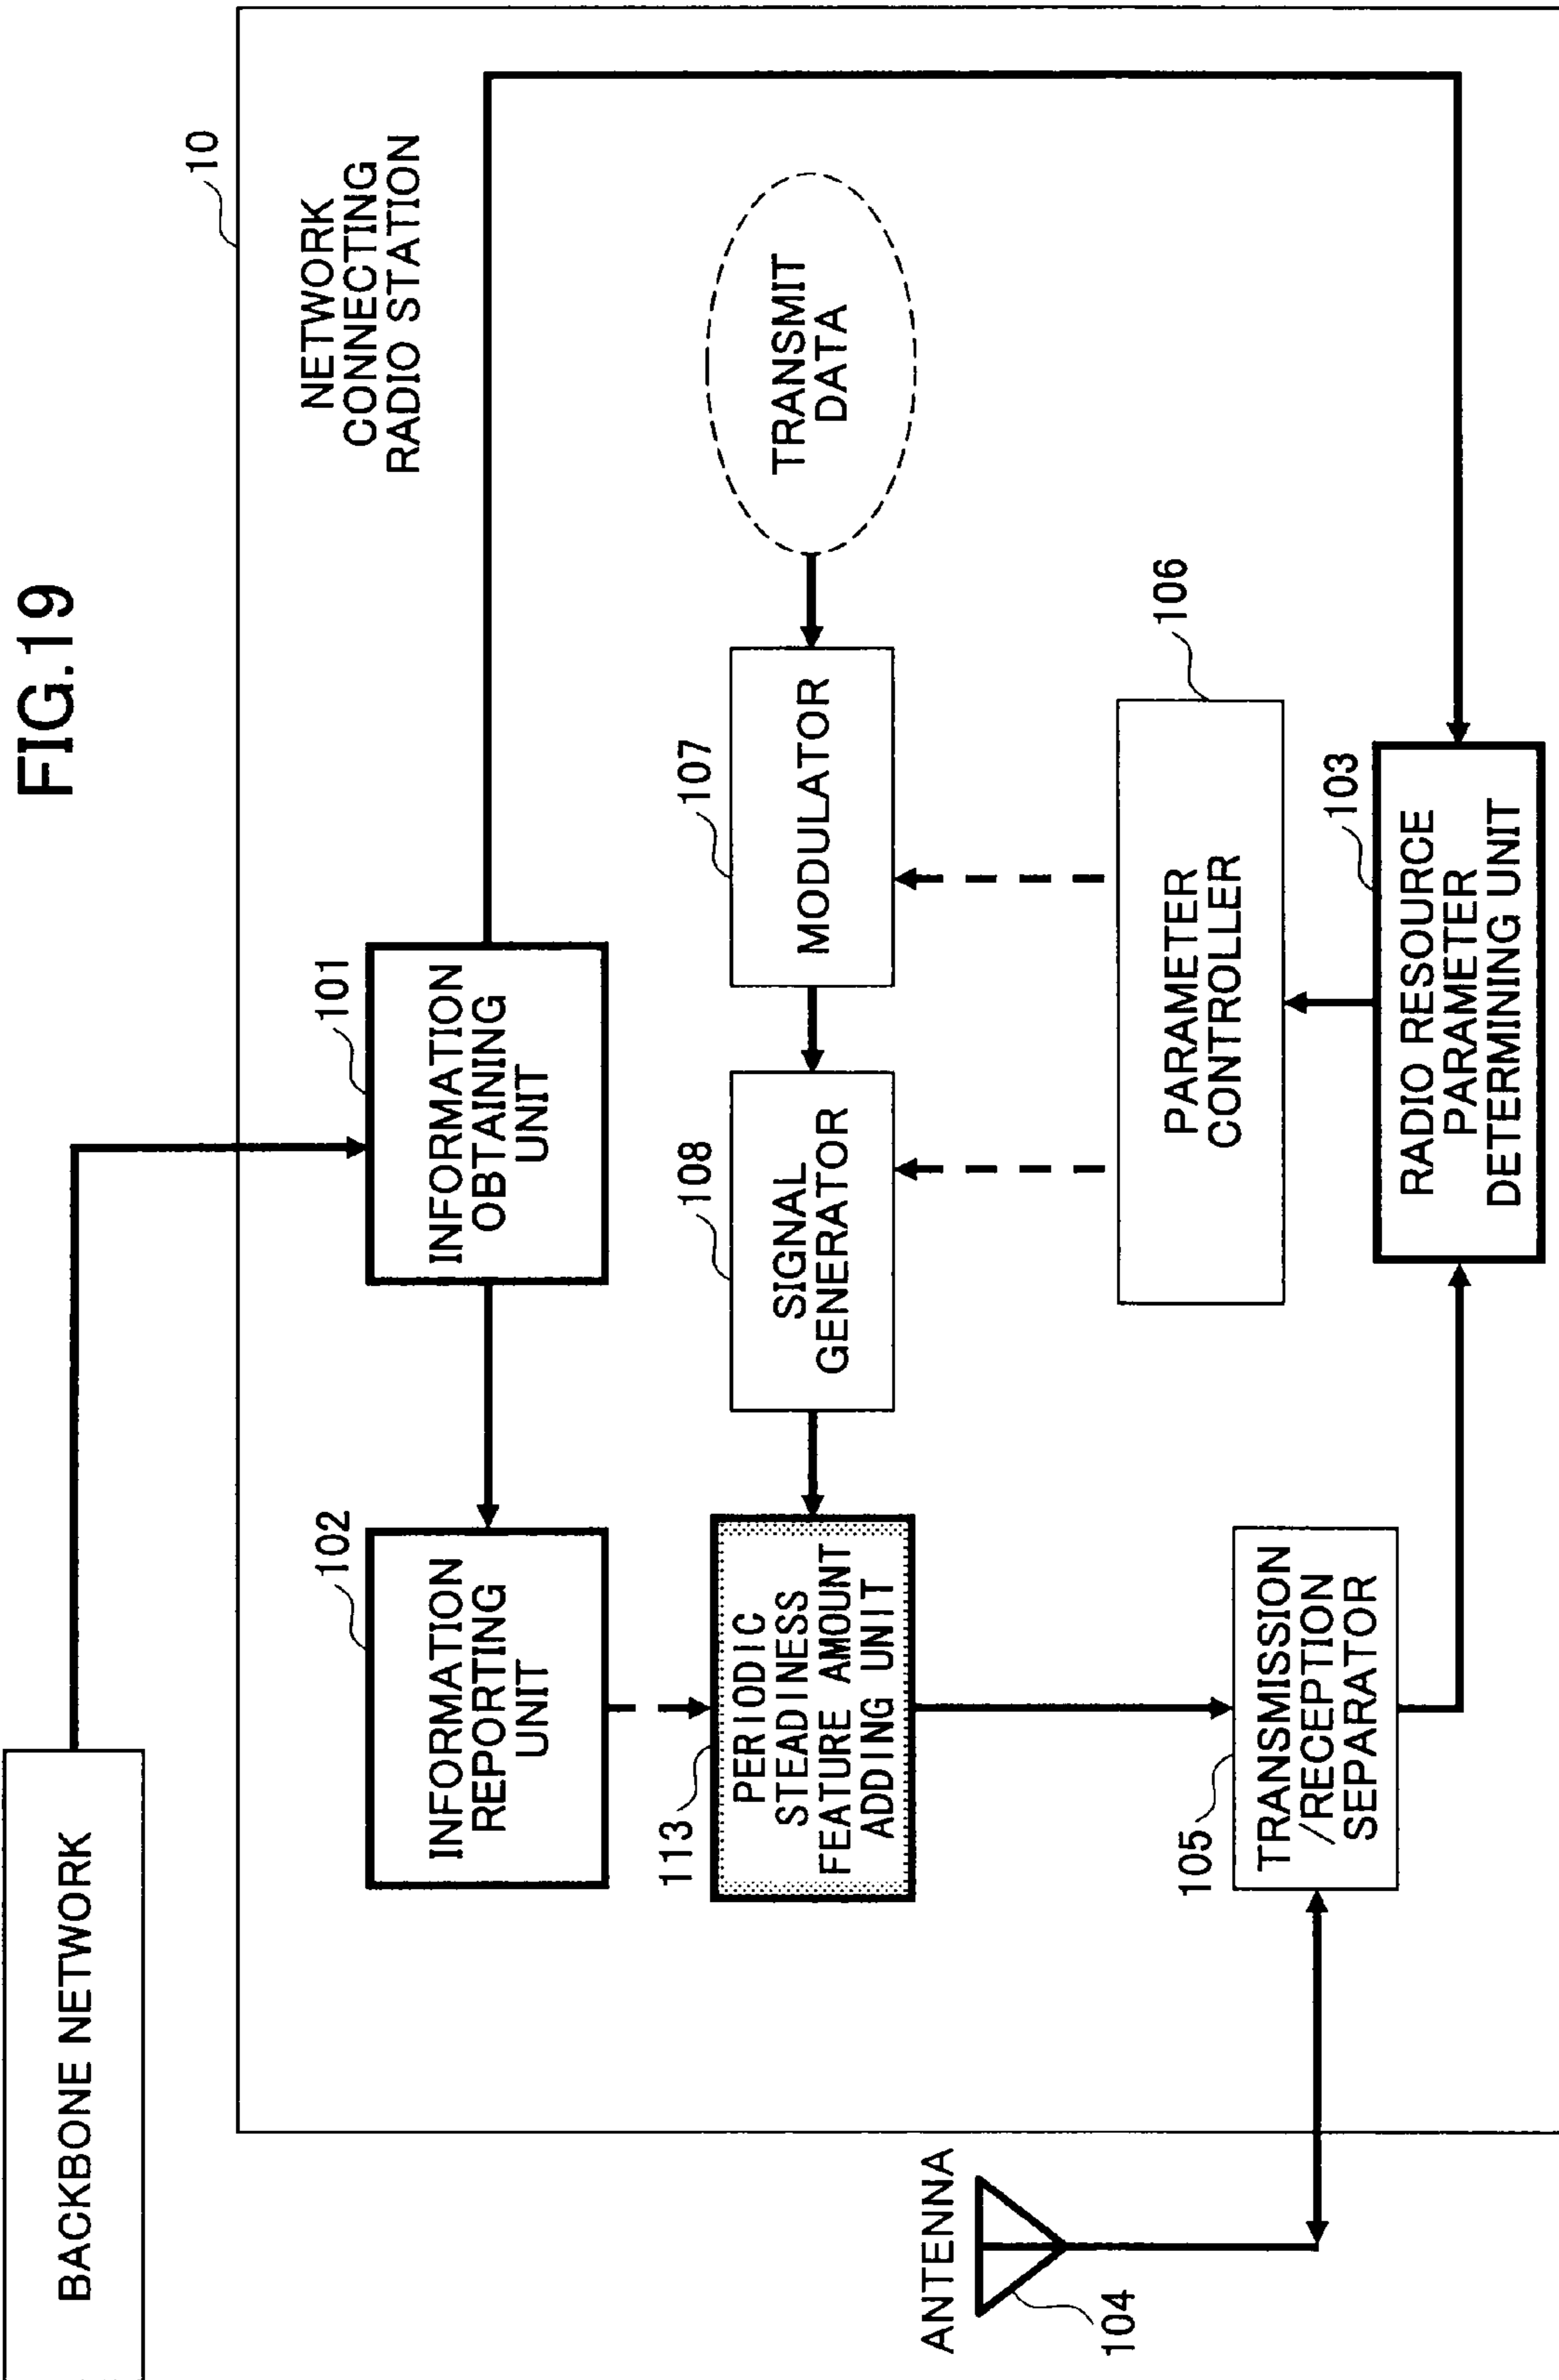 FIG.19
BACKBONE NETWORK
10
NETWORK
CONNECTING
RADIO STATION
102
INFORMATION
REPORTING
UNIT
101
INFORMATION
OBTAINING
UNIT
113
PERIODIC
STEADINESS
FEATURE AMOUNT
ADDING UNIT
108
SIGNAL
GENERATOR
107
MODULATOR
TRANSMIT
DATA
ANTENNA
104
105
TRANSMISSION
/RECEPTION
SEPARATOR
PARAMETER
CONTROLLER
106
103
RADIO RESOURCE
PARAMETER
DETERMINING UNIT